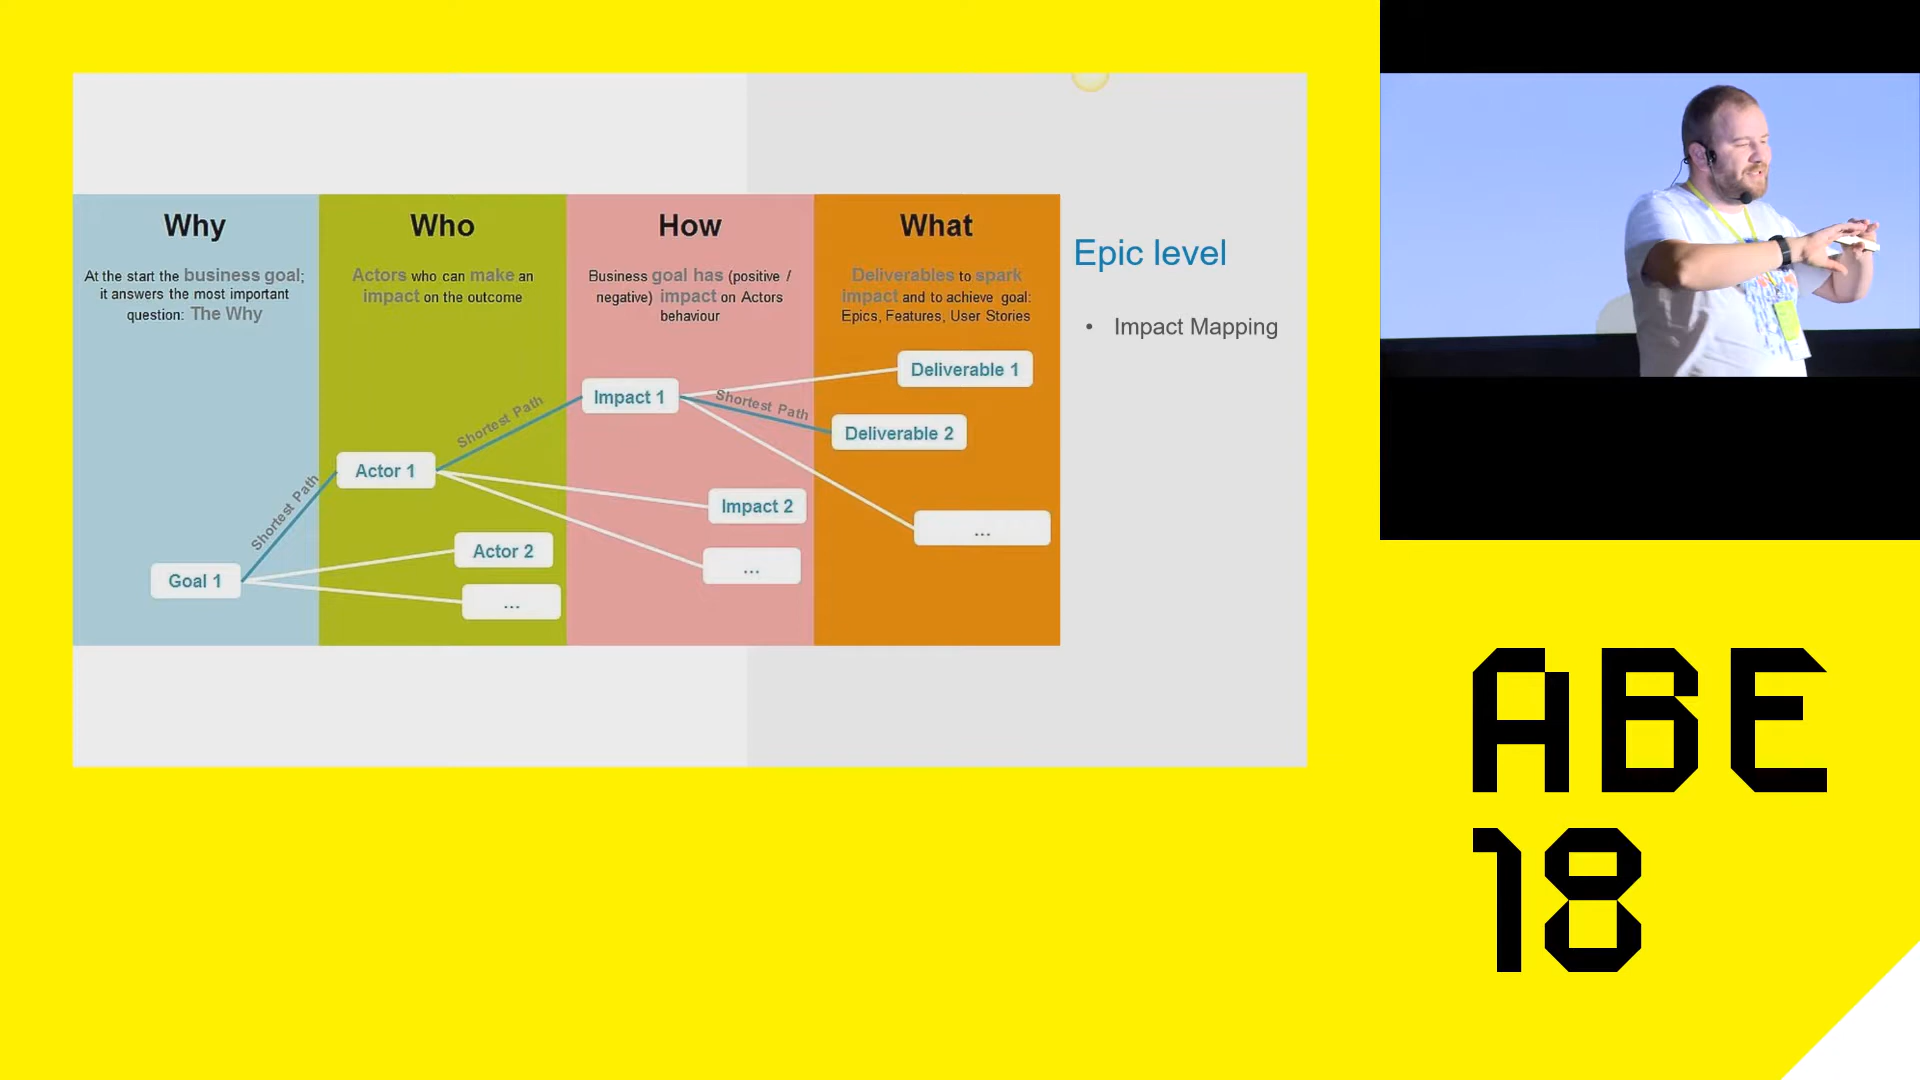 Why
At the start the business goal;
it answers the most important
question: The Why
Who
Actors who can make an
impact on the outcome
How
Business goal has (positive /
negative) impact on Actors
behaviour
What
Deliverables to spark
impact and to achieve goal:
Epics, Features, User Stories
Epic level
• Impact Mapping
Goal 1
Shortest Path
Actor 1
Actor 2
...
Shortest Path
Impact 1
Impact 2
...
Shortest Path
Deliverable 1
Deliverable 2
...
ABE
18